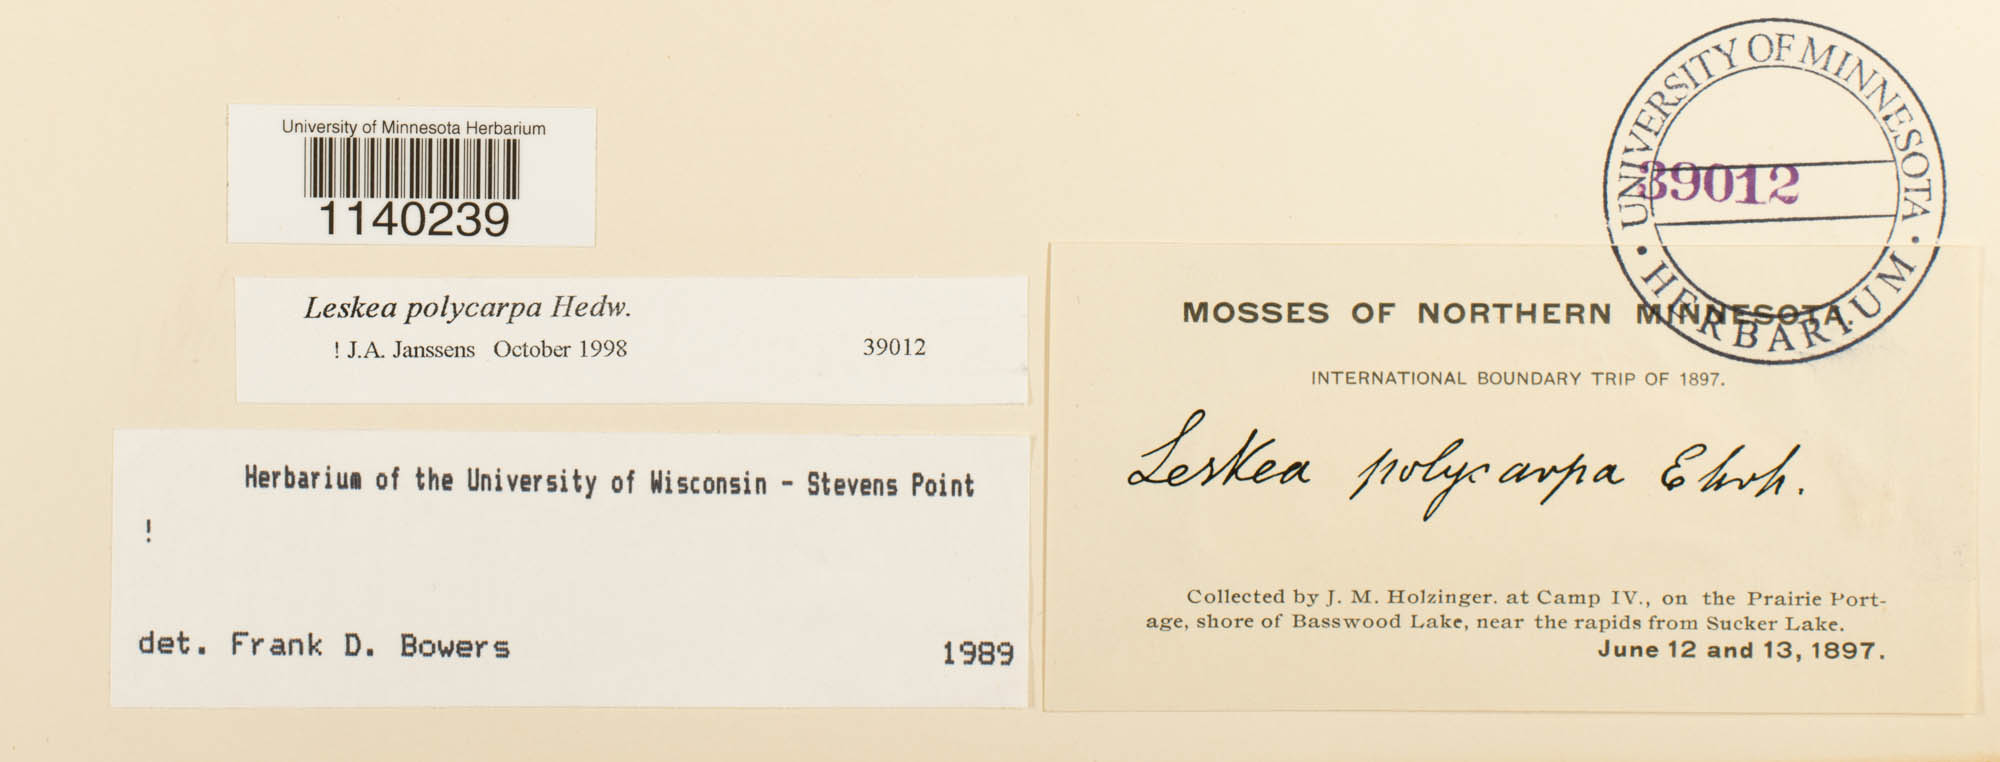 University of Minnesota Herbarium
1140239
Leskea polycarpa Hedw.
! J.A. Janssens October 1998 39012
Herbarium of the University of Wisconsin - Stevens Point
!
det. Frank D. Bowers 1989
UNIVERSITY OF MINNESOTA
39012
HERBARIUM
MOSSES OF NORTHERN MINNESOTA.
INTERNATIONAL BOUNDARY TRIP OF 1897.
Leskea polycarpa Ehrh.
Collected by J. M. Holzinger. at Camp IV., on the Prairie Port-
age, shore of Basswood Lake, near the rapids from Sucker Lake.
June 12 and 13, 1897.